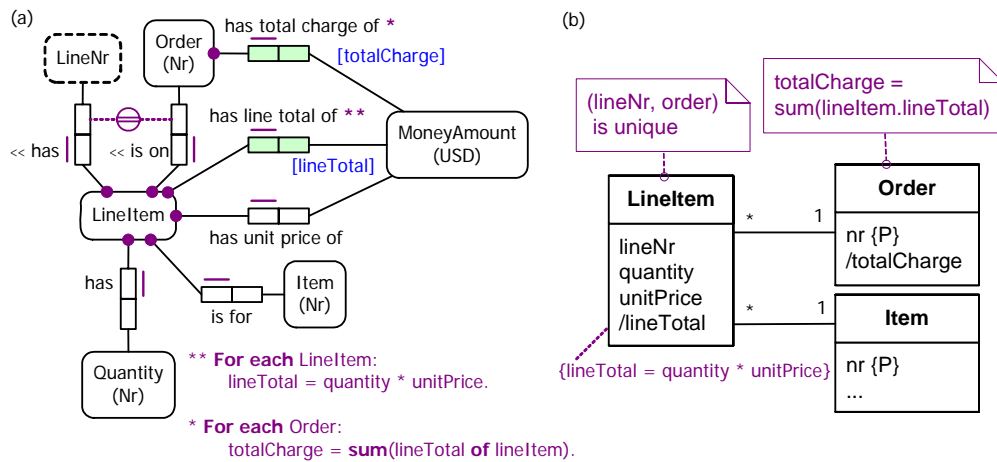 (a)
has total charge of *
[totalCharge]
LineNr
Order
(Nr)
has line total of **
[lineTotal]
MoneyAmount
(USD)
<< has
<< is on
LineItem
has unit price of
has
is for
Item
(Nr)
Quantity
(Nr)
** For each LineItem:
lineTotal = quantity * unitPrice.
* For each Order:
totalCharge = sum(lineTotal of lineItem).
(b)
(lineNr, order)
is unique
totalCharge =
sum(lineItem.lineTotal)
LineItem
lineNr
quantity
unitPrice
/lineTotal
* 1
Order
nr {P}
/totalCharge
* 1
Item
nr {P}
...
{lineTotal = quantity * unitPrice}